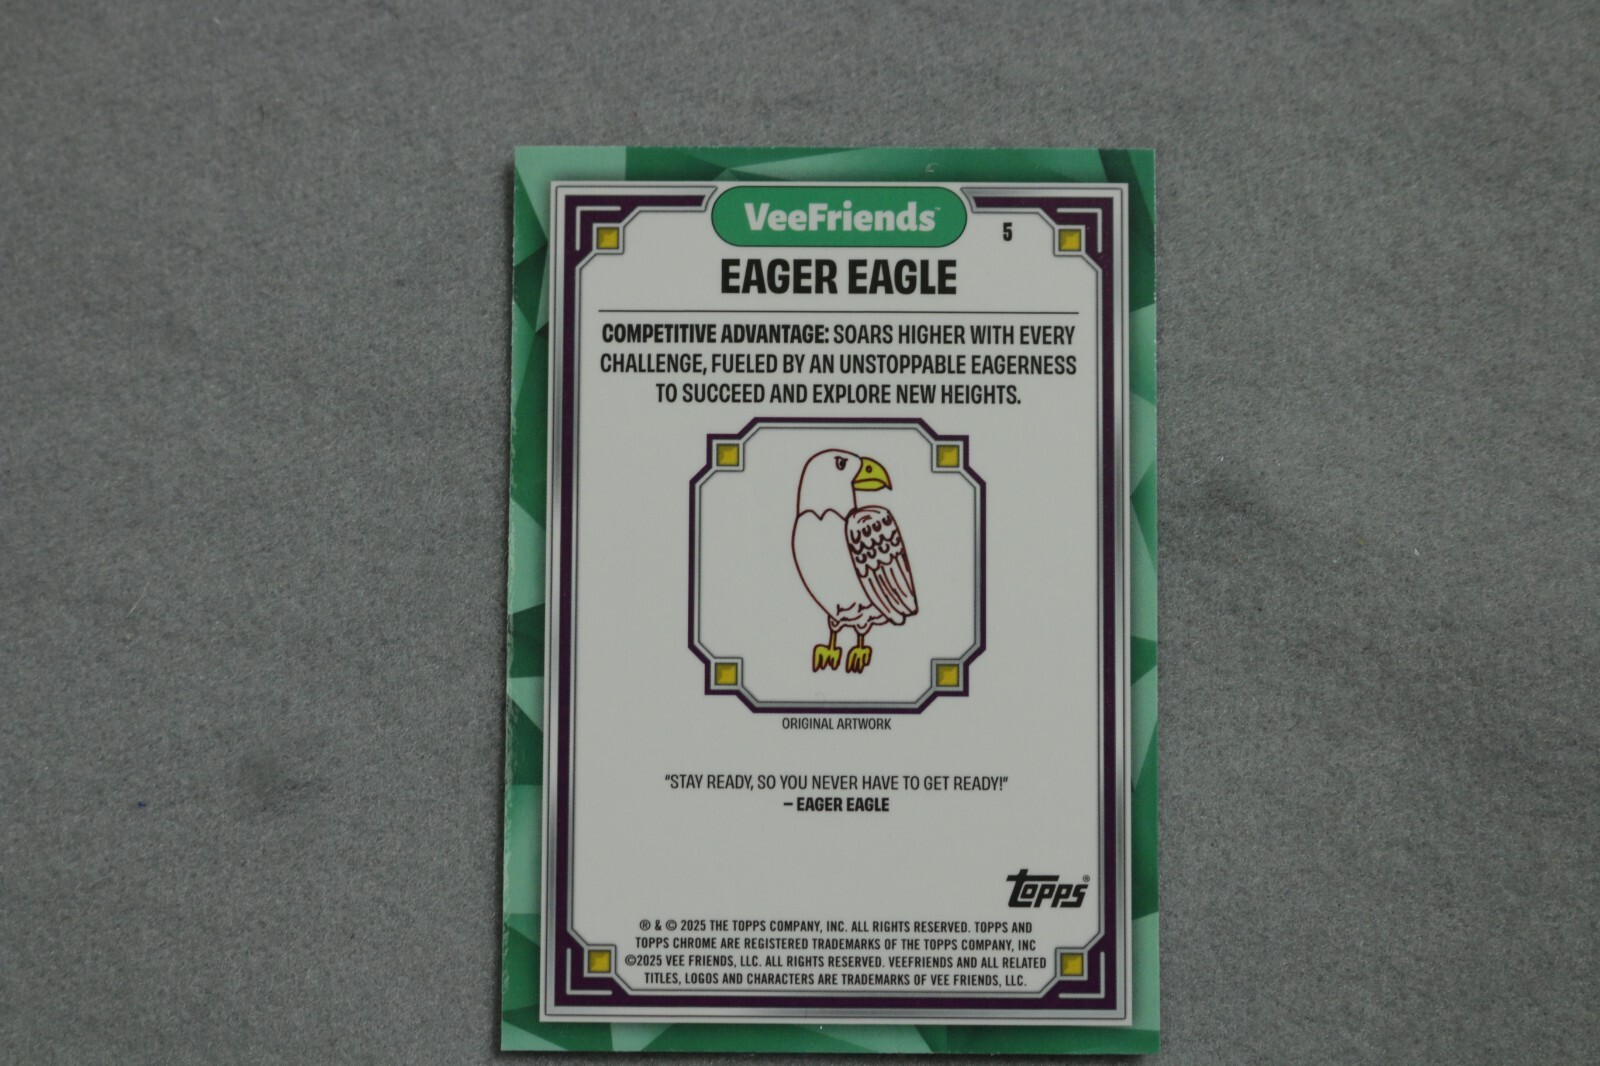 VeeFriends™
5
EAGER EAGLE
COMPETITIVE ADVANTAGE: SOARS HIGHER WITH EVERY
CHALLENGE, FUELED BY AN UNSTOPPABLE EAGERNESS
TO SUCCEED AND EXPLORE NEW HEIGHTS.
ORIGINAL ARTWORK
"STAY READY, SO YOU NEVER HAVE TO GET READY!"
– EAGER EAGLE
Topps®
® & © 2025 THE TOPPS COMPANY, INC. ALL RIGHTS RESERVED. TOPPS AND
TOPPS CHROME ARE REGISTERED TRADEMARKS OF THE TOPPS COMPANY, INC
©2025 VEE FRIENDS, LLC. ALL RIGHTS RESERVED. VEEFRIENDS AND ALL RELATED
TITLES, LOGOS AND CHARACTERS ARE TRADEMARKS OF VEE FRIENDS, LLC.